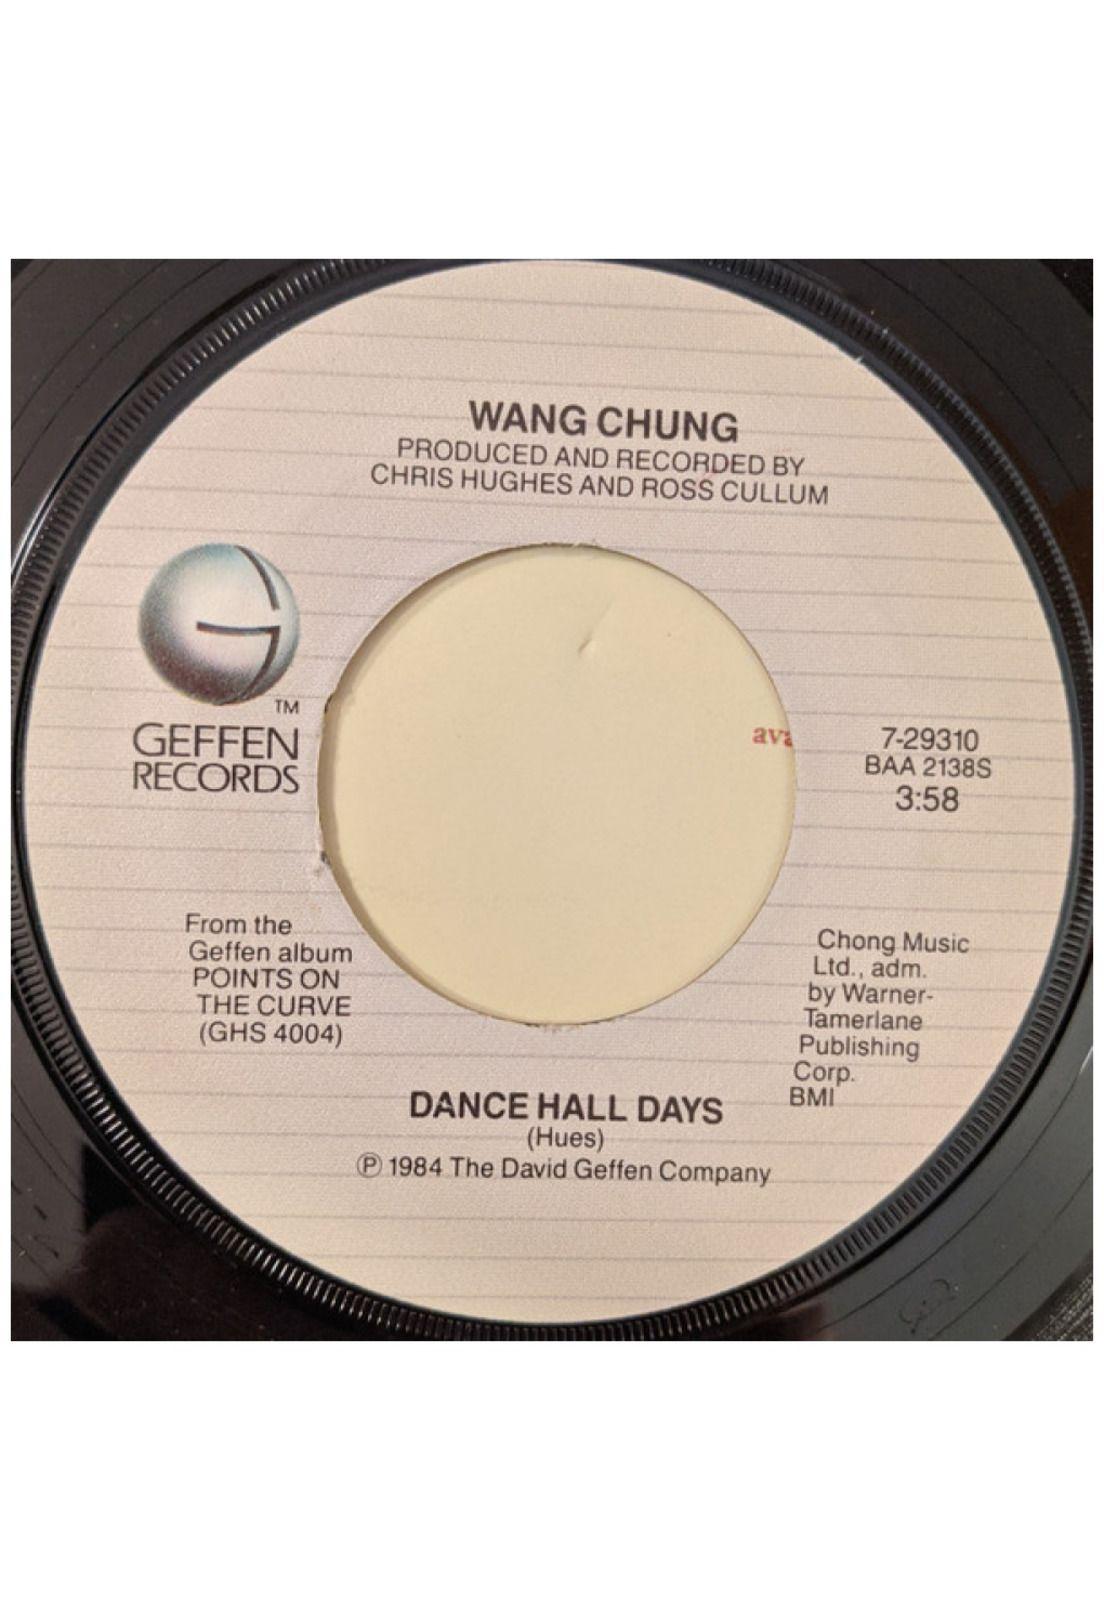 WANG CHUNG
PRODUCED AND RECORDED BY
CHRIS HUGHES AND ROSS CULLUM
TM
GEFFEN
RECORDS
7-29310
BAA 2138S
3:58
From the
Geffen album
POINTS ON
THE CURVE
(GHS 4004)
Chong Music
Ltd., adm.
by Warner-
Tamerlane
Publishing
Corp.
BMI
DANCE HALL DAYS
(Hues)
Ⓟ 1984 The David Geffen Company